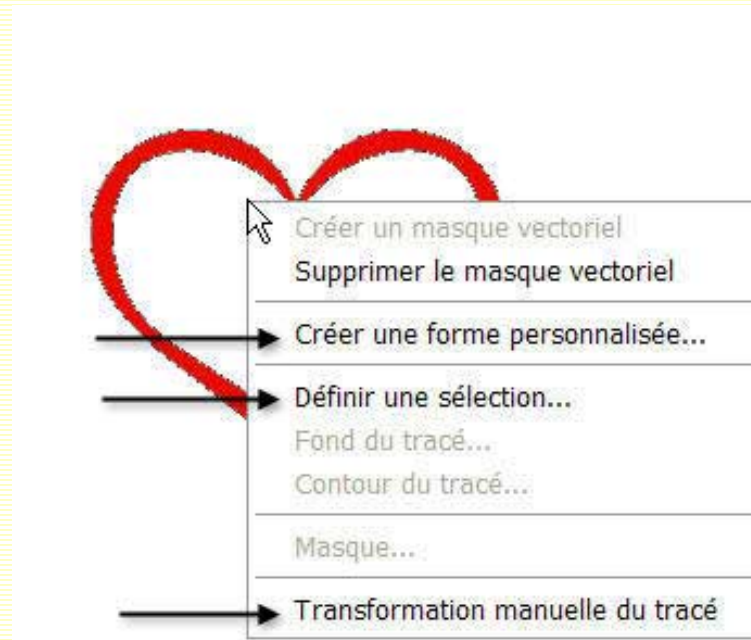 Créer un masque vectoriel
Supprimer le masque vectoriel
Créer une forme personnalisée...
Définir une sélection...
Fond du tracé...
Contour du tracé...
Masque...
Transformation manuelle du tracé